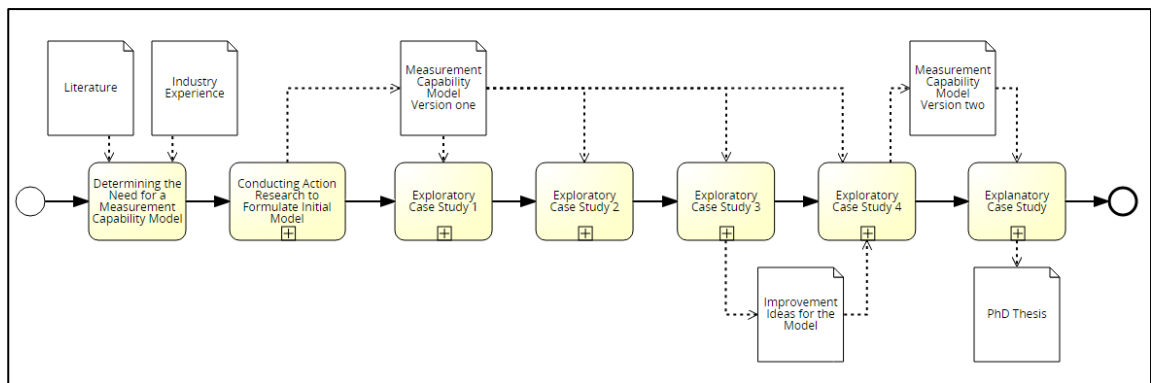 Literature
Industry
Experience
Measurement
Capability
Model
Version one
Measurement
Capability
Model
Version two
Determining the
Need for a
Measurement
Capability Model
Conducting Action
Research to
Formulate Initial
Model
Exploratory
Case Study 1
Exploratory
Case Study 2
Exploratory
Case Study 3
Exploratory
Case Study 4
Explanatory
Case Study
Improvement
Ideas for the
Model
PhD Thesis